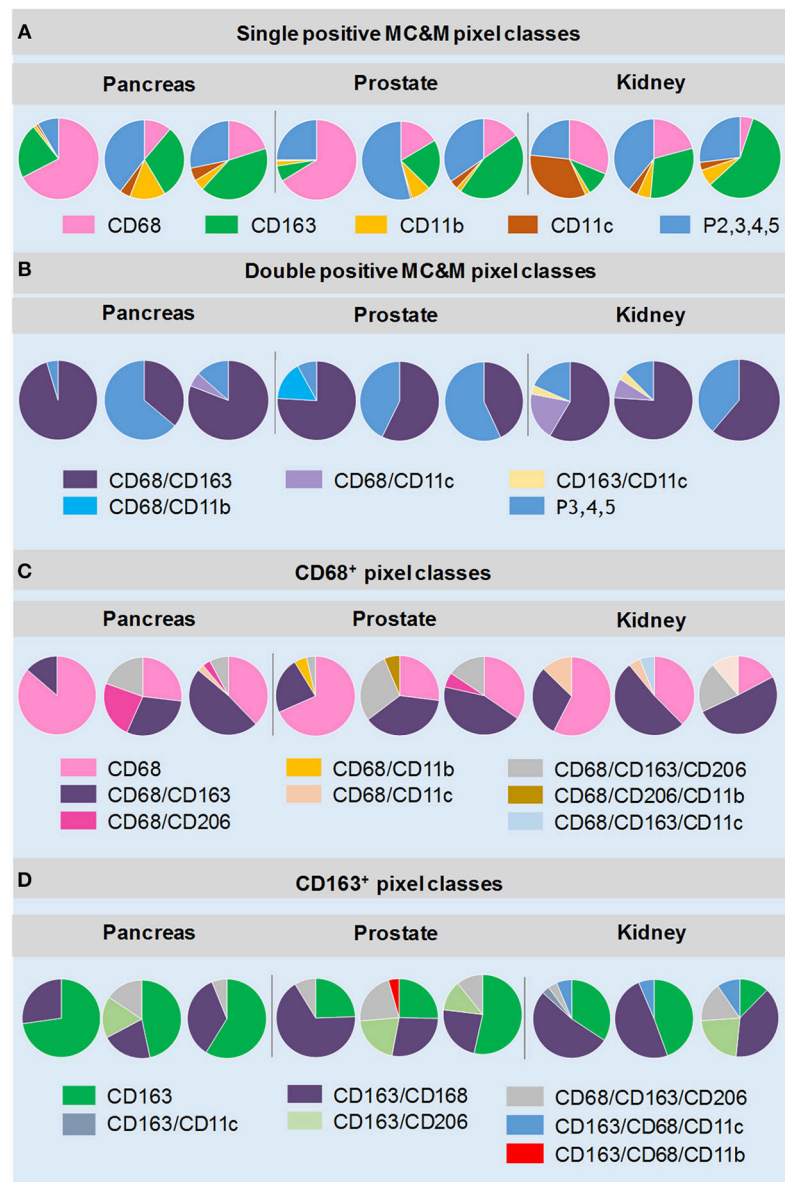 A
Single positive MC&M pixel classes
Pancreas Prostate Kidney
CD68 CD163 CD11b CD11c P2,3,4,5
B
Double positive MC&M pixel classes
Pancreas Prostate Kidney
CD68/CD163 CD68/CD11c CD163/CD11c
CD68/CD11b P3,4,5
C
CD68⁺ pixel classes
Pancreas Prostate Kidney
CD68 CD68/CD11b CD68/CD163/CD206
CD68/CD163 CD68/CD11c CD68/CD206/CD11b
CD68/CD206 CD68/CD163/CD11c
D
CD163⁺ pixel classes
Pancreas Prostate Kidney
CD163 CD163/CD168 CD68/CD163/CD206
CD163/CD11c CD163/CD206 CD163/CD68/CD11c
CD163/CD68/CD11b